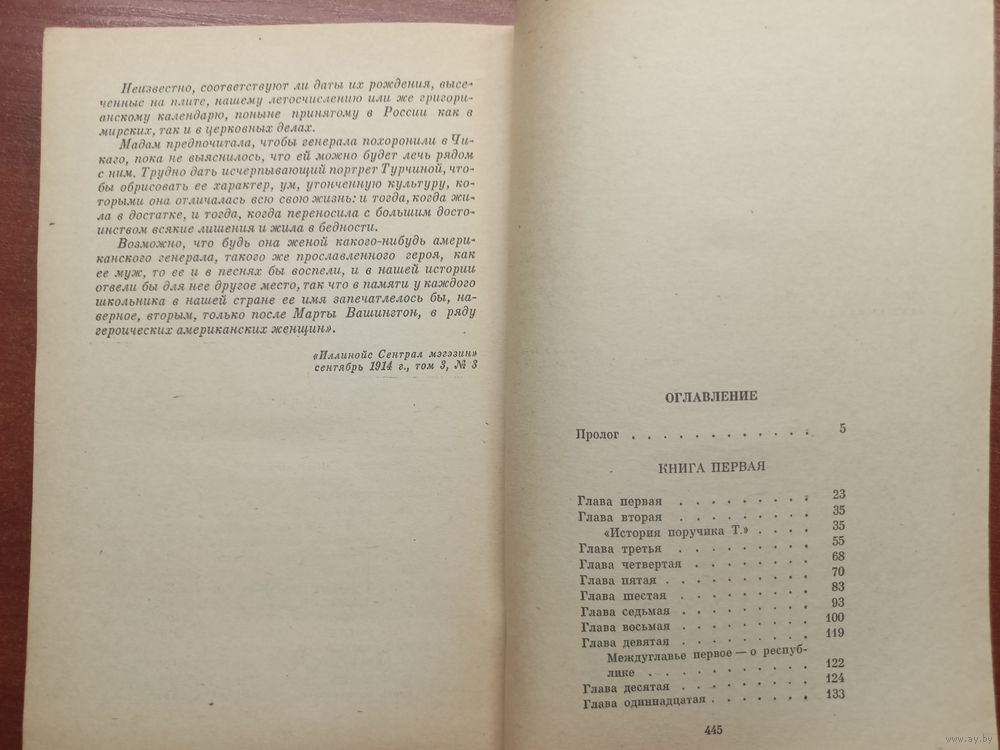 Неизвестно, соответствуют ли даты их рождения, высе-
ченные на плите, нашему летосчислению или же григори-
анскому календарю, поныне принятому в России как в
мирских, так и в церковных делах.
Мадам предпочитала, чтобы генерала похоронили в Чи-
каго, пока не выяснилось, что ей можно будет лечь рядом
с ним. Трудно дать исчерпывающий портрет Турчиной, что-
бы обрисовать ее характер, ум, утонченную культуру, ко-
торыми она отличалась всю свою жизнь: и тогда, когда жи-
ла в достатке, и тогда, когда переносила с большим досто-
инством всякие лишения и жила в бедности.
Возможно, что будь она женой какого-нибудь амери-
канского генерала, такого же прославленного героя, как
ее муж, то ее и в песнях бы воспели, и в нашей истории
отвели бы для нее другое место, так что в памяти у каждого
школьника в нашей стране ее имя запечатлелось бы, на-
верное, вторым, только после Марты Вашингтон, в ряду
героических американских женщин».
«Иллинойс Сентрал мэгэзин»
сентябрь 1914 г., том 3, № 3
ОГЛАВЛЕНИЕ
Пролог . . . . . . . . . . . . 5
КНИГА ПЕРВАЯ
Глава первая . . . . . . . . . 23
Глава вторая . . . . . . . . . 35
«История поручика Т.» . . . . 35
Глава третья . . . . . . . . . 55
Глава четвертая . . . . . . . . 68
Глава пятая . . . . . . . . . . 70
Глава шестая . . . . . . . . . 83
Глава седьмая . . . . . . . . . 93
Глава восьмая . . . . . . . . . 100
Глава девятая . . . . . . . . . 119
Междуглавье первое — о респуб-
лике . . . . . . . . . . . 122
Глава десятая . . . . . . . . . 124
Глава одиннадцатая . . . . . . . 133
445
www.ay.by